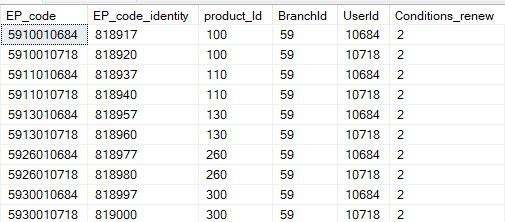 EP_code EP_code_identity product_Id BranchId UserId Conditions_renew
5910010684 818917 100 59 10684 2
5910010718 818920 100 59 10718 2
5911010684 818937 110 59 10684 2
5911010718 818940 110 59 10718 2
5913010684 818957 130 59 10684 2
5913010718 818960 130 59 10718 2
5926010684 818977 260 59 10684 2
5926010718 818980 260 59 10718 2
5930010684 818997 300 59 10684 2
5930010718 819000 300 59 10718 2